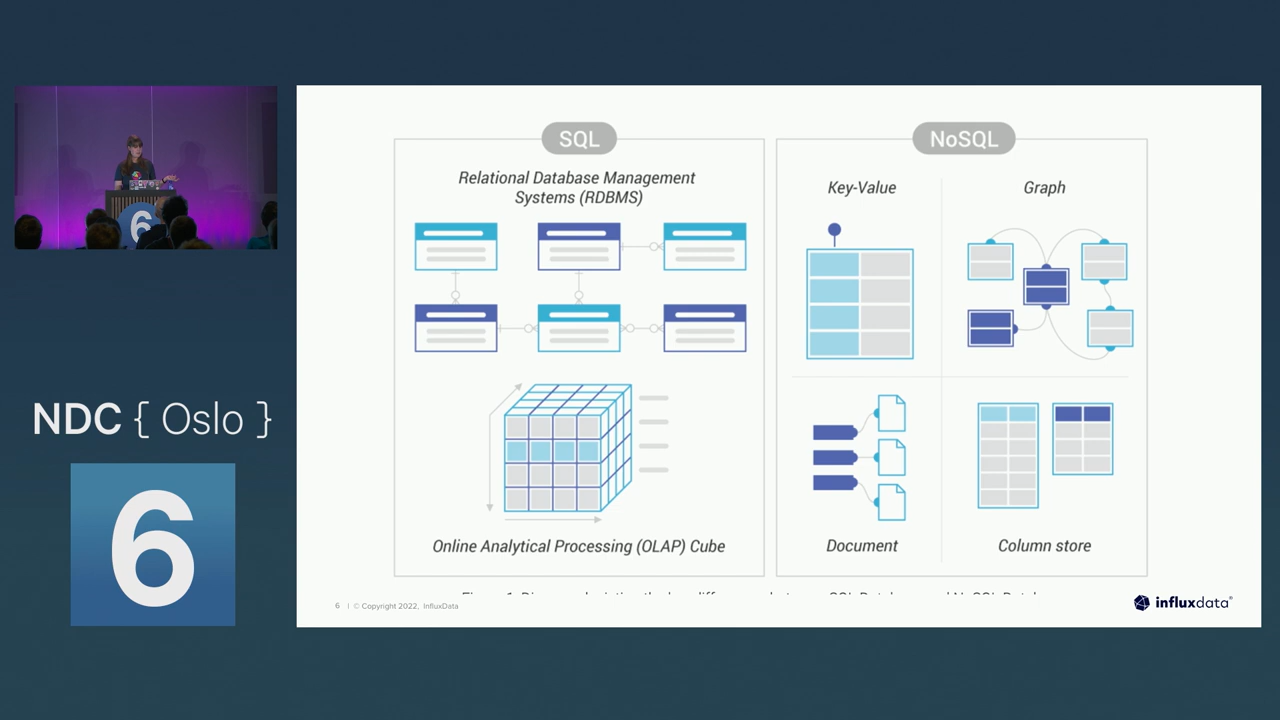 NDC { Oslo }
6
6
SQL
Relational Database Management
Systems (RDBMS)
Online Analytical Processing (OLAP) Cube
NoSQL
Key-Value
Graph
Document
Column store
6 | © Copyright 2022, InfluxData
influxdata®